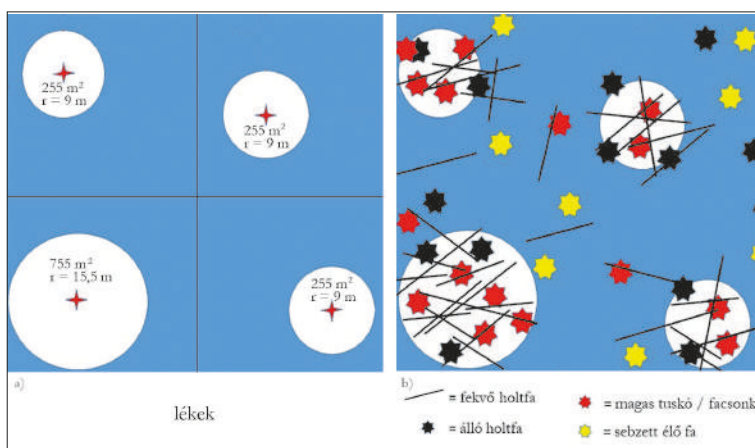 255 m²
r = 9 m
255 m²
r = 9 m
755 m²
r = 15,5 m
255 m²
r = 9 m
a)
lékek
b)
= fekvő holtfa
= magas tuskó / facsonk
= álló holtfa
= sebzett élő fa